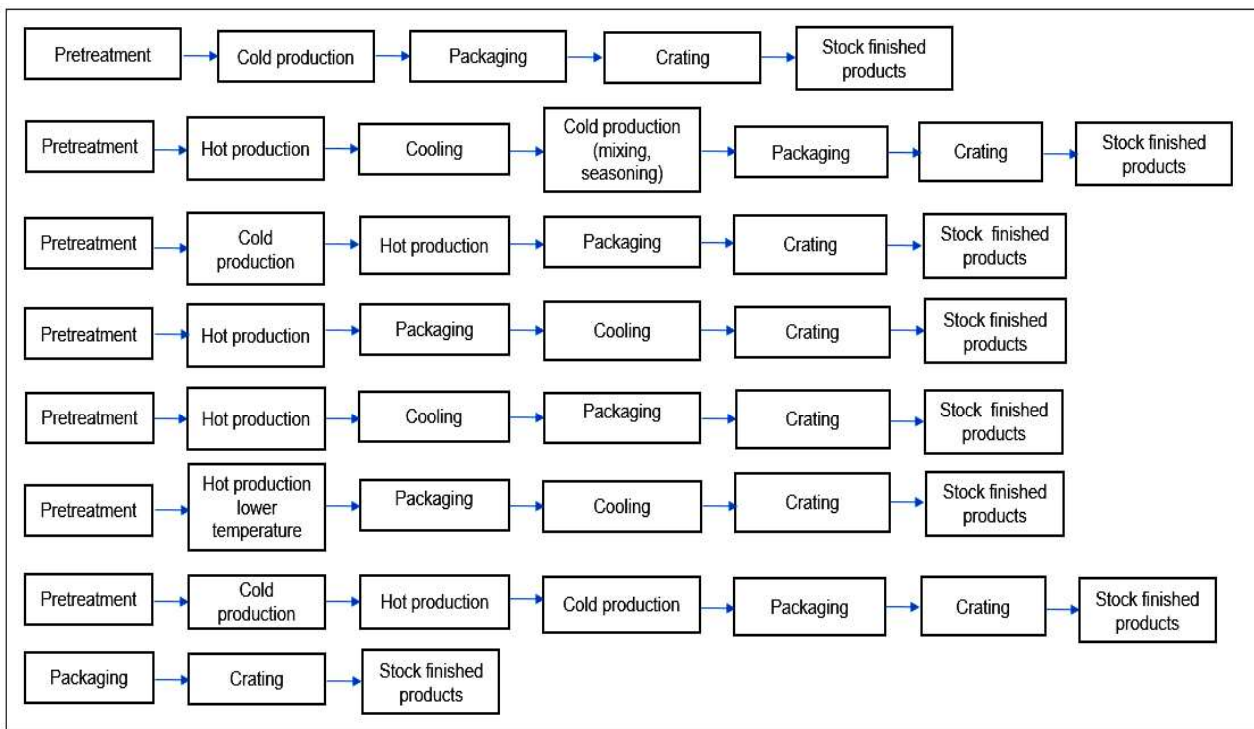 Pretreatment
Cold production
Packaging
Crating
Stock finished
products
Pretreatment
Hot production
Cooling
Cold production
(mixing,
seasoning)
Packaging
Crating
Stock finished
products
Pretreatment
Cold
production
Hot production
Packaging
Crating
Stock finished
products
Pretreatment
Hot production
Packaging
Cooling
Crating
Stock finished
products
Pretreatment
Hot production
Cooling
Packaging
Crating
Stock finished
products
Pretreatment
Hot production
lower
temperature
Packaging
Cooling
Crating
Stock finished
products
Pretreatment
Cold
production
Hot production
Cold production
Packaging
Crating
Stock finished
products
Packaging
Crating
Stock finished
products